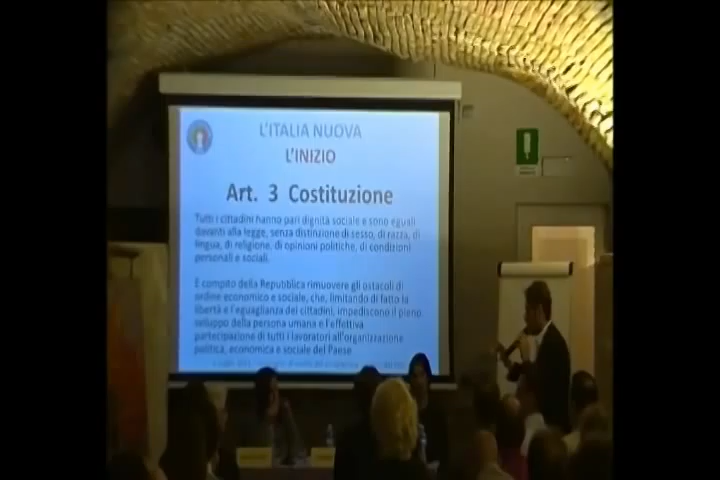 L'ITALIA NUOVA
L'INIZIO
Art. 3 Costituzione
Tutti i cittadini hanno pari dignità sociale e sono eguali
davanti alla legge, senza distinzione di sesso, di razza, di
lingua, di religione, di opinioni politiche, di condizioni
personali e sociali.
È compito della Repubblica rimuovere gli ostacoli di
ordine economico e sociale, che, limitando di fatto la
libertà e l'eguaglianza dei cittadini, impediscono il pieno
sviluppo della persona umana e l'effettiva
partecipazione di tutti i lavoratori all'organizzazione
politica, economica e sociale del Paese